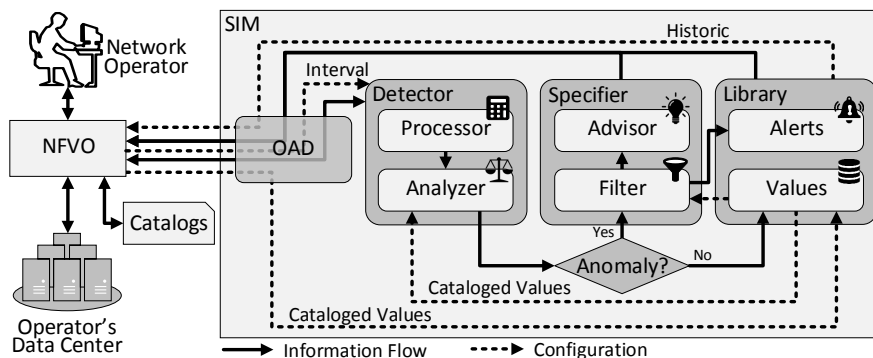 SIM
Historic
Network
Operator
Interval
Detector
Specifier
Library
Processor
Advisor
Alerts
NFVO
OAD
Analyzer
Filter
Values
Catalogs
Yes
Anomaly?
No
Cataloged Values
Cataloged Values
Operator's
Data Center
Information Flow
Configuration